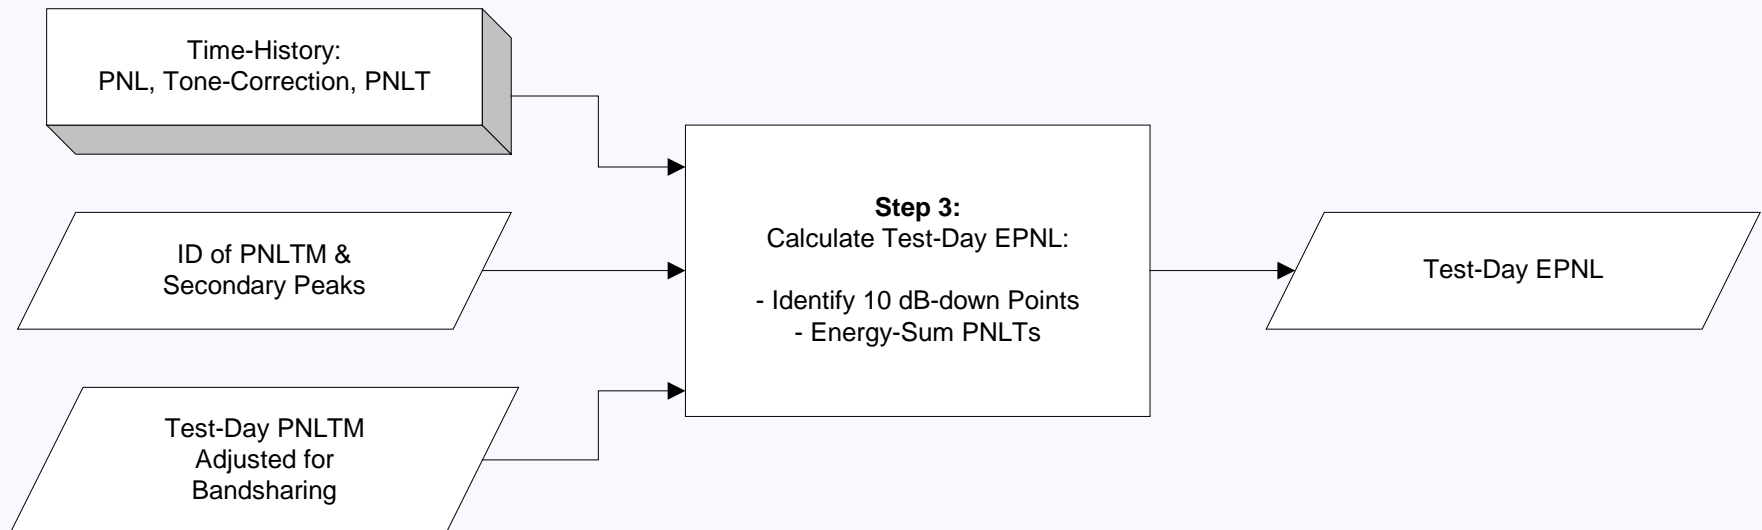 Time-History:
PNL, Tone-Correction, PNLT
ID of PNLTM &
Secondary Peaks
Test-Day PNLTM
Adjusted for
Bandsharing
Step 3:
Calculate Test-Day EPNL:
- Identify 10 dB-down Points
- Energy-Sum PNLTs
Test-Day EPNL